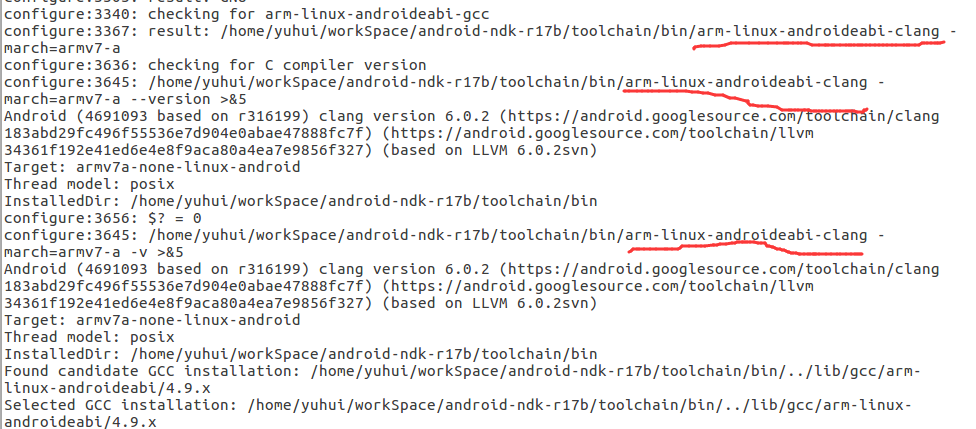 configure:3340: checking for arm-linux-androideabi-gcc
configure:3367: result: /home/yuhui/workSpace/android-ndk-r17b/toolchain/bin/arm-linux-androideabi-clang -
march=armv7-a
configure:3636: checking for C compiler version
configure:3645: /home/yuhui/workSpace/android-ndk-r17b/toolchain/bin/arm-linux-androideabi-clang -
march=armv7-a --version >&5
Android (4691093 based on r316199) clang version 6.0.2 (https://android.googlesource.com/toolchain/clang
183abd29fc496f55536e7d904e0abae47888fc7f) (https://android.googlesource.com/toolchain/llvm
34361f192e41ed6e4e8f9aca80a4ea7e9856f327) (based on LLVM 6.0.2svn)
Target: armv7a-none-linux-android
Thread model: posix
InstalledDir: /home/yuhui/workSpace/android-ndk-r17b/toolchain/bin
configure:3656: $? = 0
configure:3645: /home/yuhui/workSpace/android-ndk-r17b/toolchain/bin/arm-linux-androideabi-clang -
march=armv7-a -v >&5
Android (4691093 based on r316199) clang version 6.0.2 (https://android.googlesource.com/toolchain/clang
183abd29fc496f55536e7d904e0abae47888fc7f) (https://android.googlesource.com/toolchain/llvm
34361f192e41ed6e4e8f9aca80a4ea7e9856f327) (based on LLVM 6.0.2svn)
Target: armv7a-none-linux-android
Thread model: posix
InstalledDir: /home/yuhui/workSpace/android-ndk-r17b/toolchain/bin
Found candidate GCC installation: /home/yuhui/workSpace/android-ndk-r17b/toolchain/bin/../lib/gcc/arm-
linux-androideabi/4.9.x
Selected GCC installation: /home/yuhui/workSpace/android-ndk-r17b/toolchain/bin/../lib/gcc/arm-linux-
androideabi/4.9.x